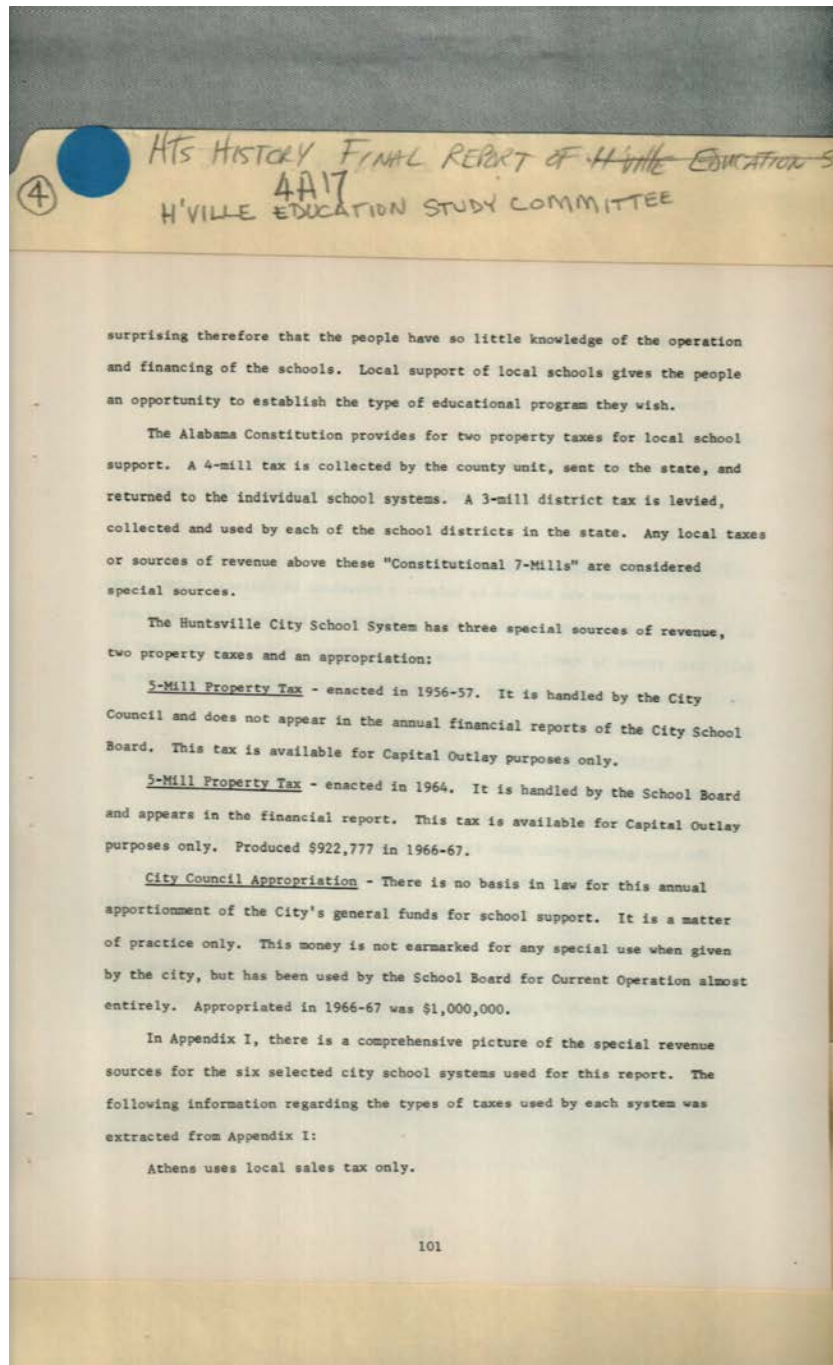 HTS HISTORY FINAL REPORT OF H'ville EDUCATION S
4
4A17
H'VILLE EDUCATION STUDY COMMITTEE
surprising therefore that the people have so little knowledge of the operation
and financing of the schools. Local support of local schools gives the people
an opportunity to establish the type of educational program they wish.
The Alabama Constitution provides for two property taxes for local school
support. A 4-mill tax is collected by the county unit, sent to the state, and
returned to the individual school systems. A 3-mill district tax is levied,
collected and used by each of the school districts in the state. Any local taxes
or sources of revenue above these "Constitutional 7-Mills" are considered
special sources.
The Huntsville City School System has three special sources of revenue,
two property taxes and an appropriation:
5-Mill Property Tax - enacted in 1956-57. It is handled by the City
Council and does not appear in the annual financial reports of the City School
Board. This tax is available for Capital Outlay purposes only.
5-Mill Property Tax - enacted in 1964. It is handled by the School Board
and appears in the financial report. This tax is available for Capital Outlay
purposes only. Produced $922,777 in 1966-67.
City Council Appropriation - There is no basis in law for this annual
apportionment of the City's general funds for school support. It is a matter
of practice only. This money is not earmarked for any special use when given
by the city, but has been used by the School Board for Current Operation almost
entirely. Appropriated in 1966-67 was $1,000,000.
In Appendix I, there is a comprehensive picture of the special revenue
sources for the six selected city school systems used for this report. The
following information regarding the types of taxes used by each system was
extracted from Appendix I:
Athens uses local sales tax only.
101